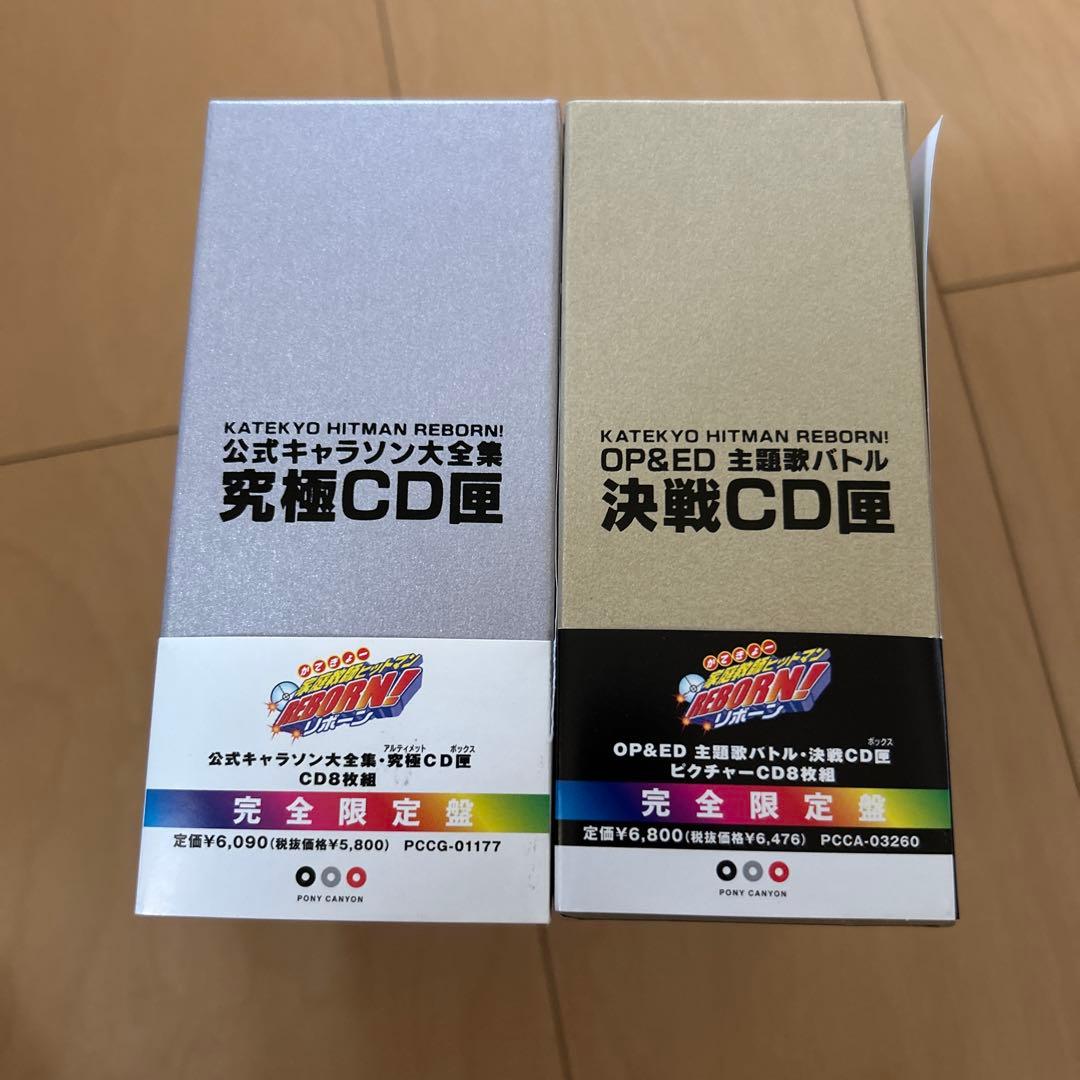 KATEKYO HITMAN REBORN!
公式キャラソン大全集
究極CD匣
かてきょー
家庭教師ヒットマン
REBORN!
リボーン
アルティメット ボックス
公式キャラソン大全集・究極CD匣
CD8枚組
完全限定盤
定価¥6,090(税抜価格¥5,800) PCCG-01177
PONY CANYON
KATEKYO HITMAN REBORN!
OP&ED 主題歌バトル
決戦CD匣
かてきょー
家庭教師ヒットマン
REBORN!
リボーン
ボックス
OP&ED 主題歌バトル・決戦CD匣
ピクチャーCD8枚組
完全限定盤
定価¥6,800(税抜価格¥6,476) PCCA-03260
PONY CANYON